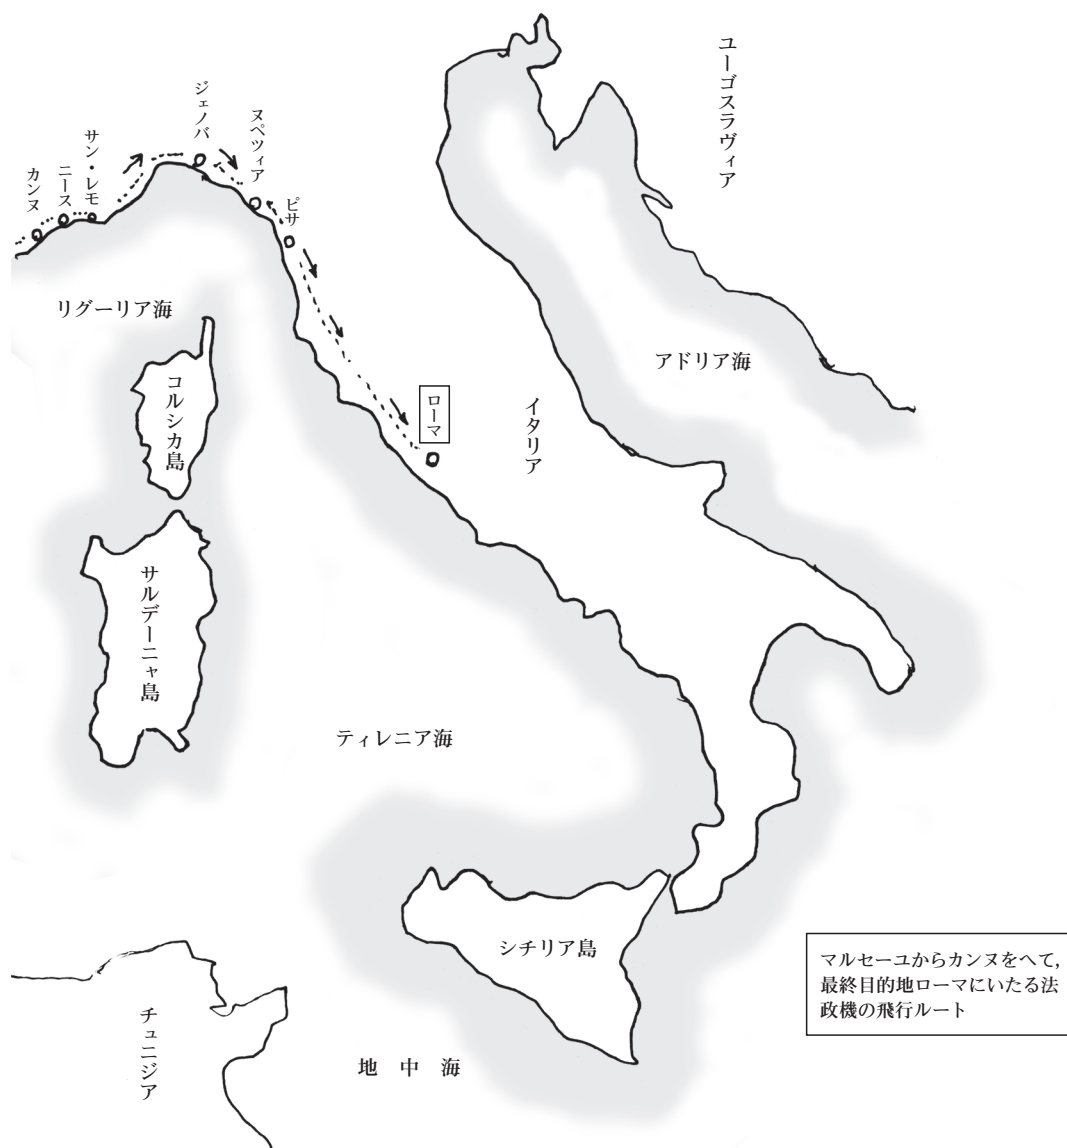 ユーゴスラヴィア
ジェノバ
ヌペツィア
サン・レモ
ニース
カンヌ
ピサ
リグーリア海
アドリア海
コルシカ島
ローマ
イタリア
サルデーニャ島
ティレニア海
シチリア島
マルセーユからカンヌをへて,
最終目的地ローマにいたる法
政機の飛行ルート
チュニジア
地中海